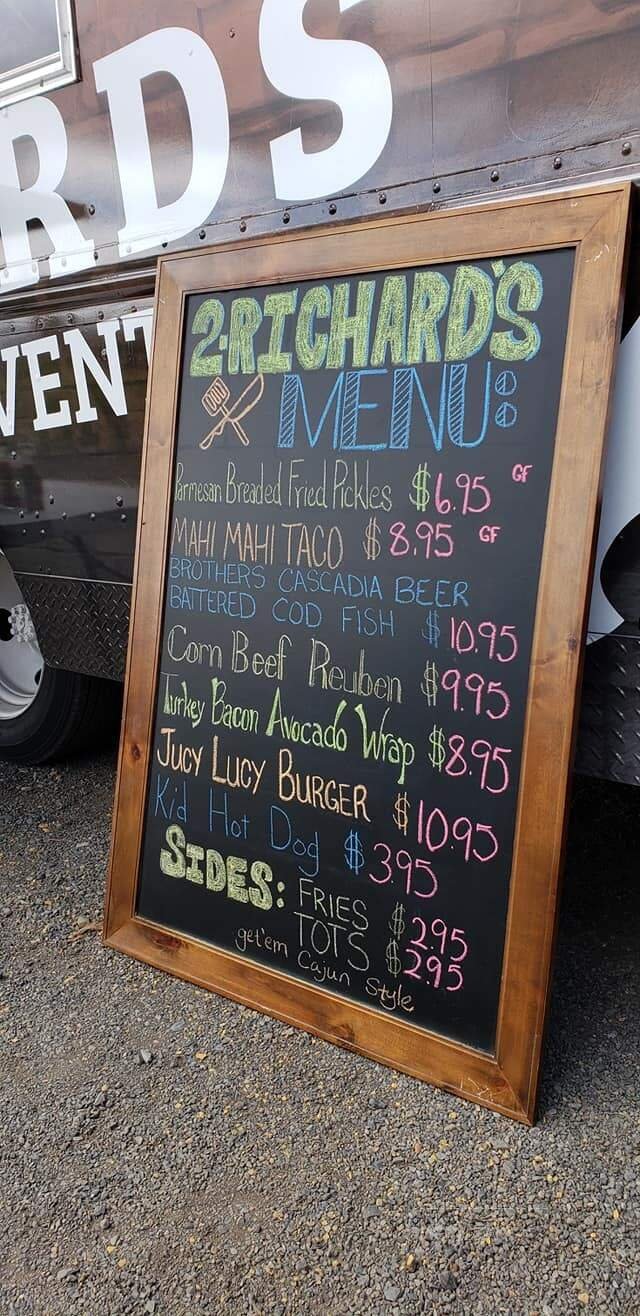 RDS
VENT
2-RICHARD'S
MENU:
Parmesan Breaded Fried Pickles $6.95 GF
MAHI MAHI TACO $8.95 GF
BROTHERS CASCADIA BEER
BATTERED COD FISH $10.95
Corn Beef Reuben $9.95
Turkey Bacon Avocado Wrap $8.95
JUCY LUCY BURGER $10.95
Kid Hot Dog $3.95
SIDES: FRIES $2.95
TOTS $2.95
get'em Cajun Style